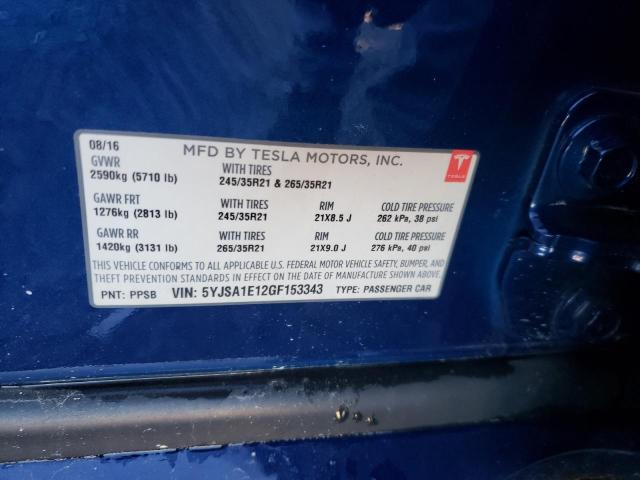 08/16
MFD BY TESLA MOTORS, INC.
GVWR WITH TIRES
2590kg (5710 lb) 245/35R21 & 265/35R21
TESLA
GAWR FRT WITH TIRES RIM COLD TIRE PRESSURE
1276kg (2813 lb) 245/35R21 21X8.5 J 262 kPa, 38 psi
GAWR RR WITH TIRES RIM COLD TIRE PRESSURE
1420kg (3131 lb) 265/35R21 21X9.0 J 276 kPa, 40 psi
THIS VEHICLE CONFORMS TO ALL APPLICABLE U.S. FEDERAL MOTOR VEHICLE SAFETY, BUMPER, AND
THEFT PREVENTION STANDARDS IN EFFECT ON THE DATE OF MANUFACTURE SHOWN ABOVE.
PNT: PPSB VIN: 5YJSA1E12GF153343 TYPE: PASSENGER CAR